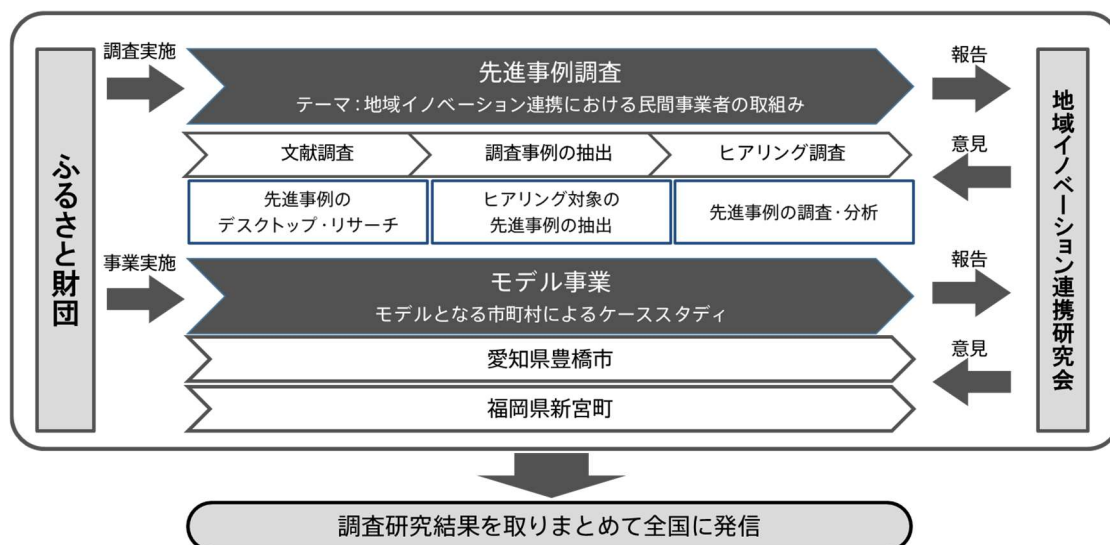 ふるさと財団
調査実施
先進事例調査
テーマ：地域イノベーション連携における民間事業者の取組み
報告
意見
文献調査
調査事例の抽出
ヒアリング調査
先進事例の
デスクトップ・リサーチ
ヒアリング対象の
先進事例の抽出
先進事例の調査・分析
事業実施
モデル事業
モデルとなる市町村によるケーススタディ
報告
意見
愛知県豊橋市
福岡県新宮町
地域イノベーション連携研究会
調査研究結果を取りまとめて全国に発信